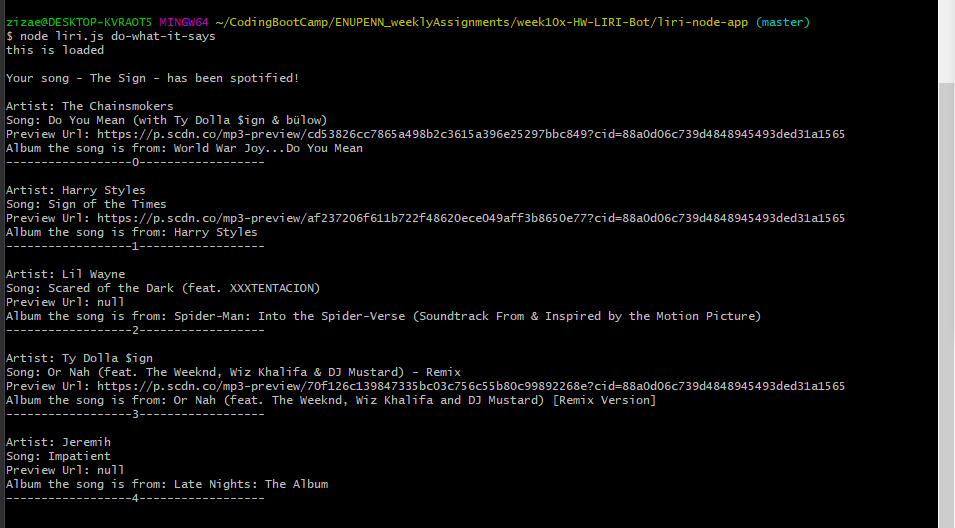 zizae@DESKTOP-KVRAOT5 MINGW64 ~/CodingBootCamp/ENUPENN_weeklyAssignments/week10x-HW-LIRI-Bot/liri-node-app (master)
$ node liri.js do-what-it-says
this is loaded
Your song - The Sign - has been spotified!
Artist: The Chainsmokers
Song: Do You Mean (with Ty Dolla $ign & bülow)
Preview Url: https://p.scdn.co/mp3-preview/cd53826cc7865a498b2c3615a396e25297bbc849?cid=88a0d06c739d4848945493ded31a1565
Album the song is from: World War Joy...Do You Mean
------------------0------------------
Artist: Harry Styles
Song: Sign of the Times
Preview Url: https://p.scdn.co/mp3-preview/af237206f611b722f48620ece049aff3b8650e77?cid=88a0d06c739d4848945493ded31a1565
Album the song is from: Harry Styles
------------------1------------------
Artist: Lil Wayne
Song: Scared of the Dark (feat. XXXTENTACION)
Preview Url: null
Album the song is from: Spider-Man: Into the Spider-Verse (Soundtrack From & Inspired by the Motion Picture)
------------------2------------------
Artist: Ty Dolla $ign
Song: Or Nah (feat. The Weeknd, Wiz Khalifa & DJ Mustard) - Remix
Preview Url: https://p.scdn.co/mp3-preview/70f126c139847335bc03c756c55b80c99892268e?cid=88a0d06c739d4848945493ded31a1565
Album the song is from: Or Nah (feat. The Weeknd, Wiz Khalifa and DJ Mustard) [Remix Version]
------------------3------------------
Artist: Jeremih
Song: Impatient
Preview Url: null
Album the song is from: Late Nights: The Album
------------------4------------------